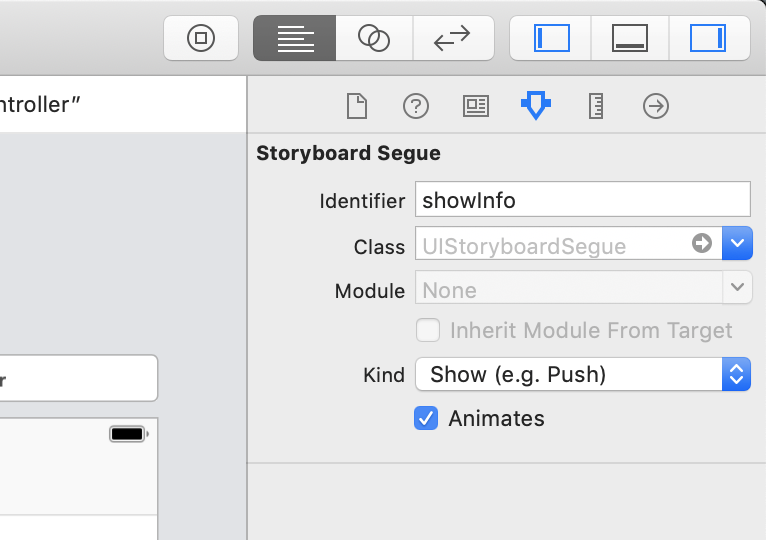 ntroller”
Storyboard Segue
Identifier showInfo
Class UIStoryboardSegue
Module None
Inherit Module From Target
Kind Show (e.g. Push)
Animates
r